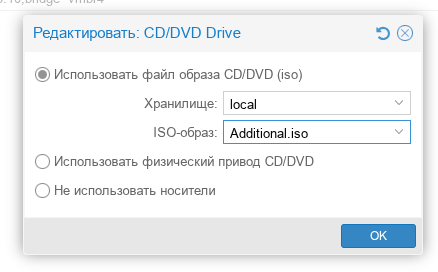 Редактировать: CD/DVD Drive
Использовать файл образа CD/DVD (iso)
Хранилище: local
ISO-образ: Additional.iso
Использовать физический привод CD/DVD
Не использовать носители
OK